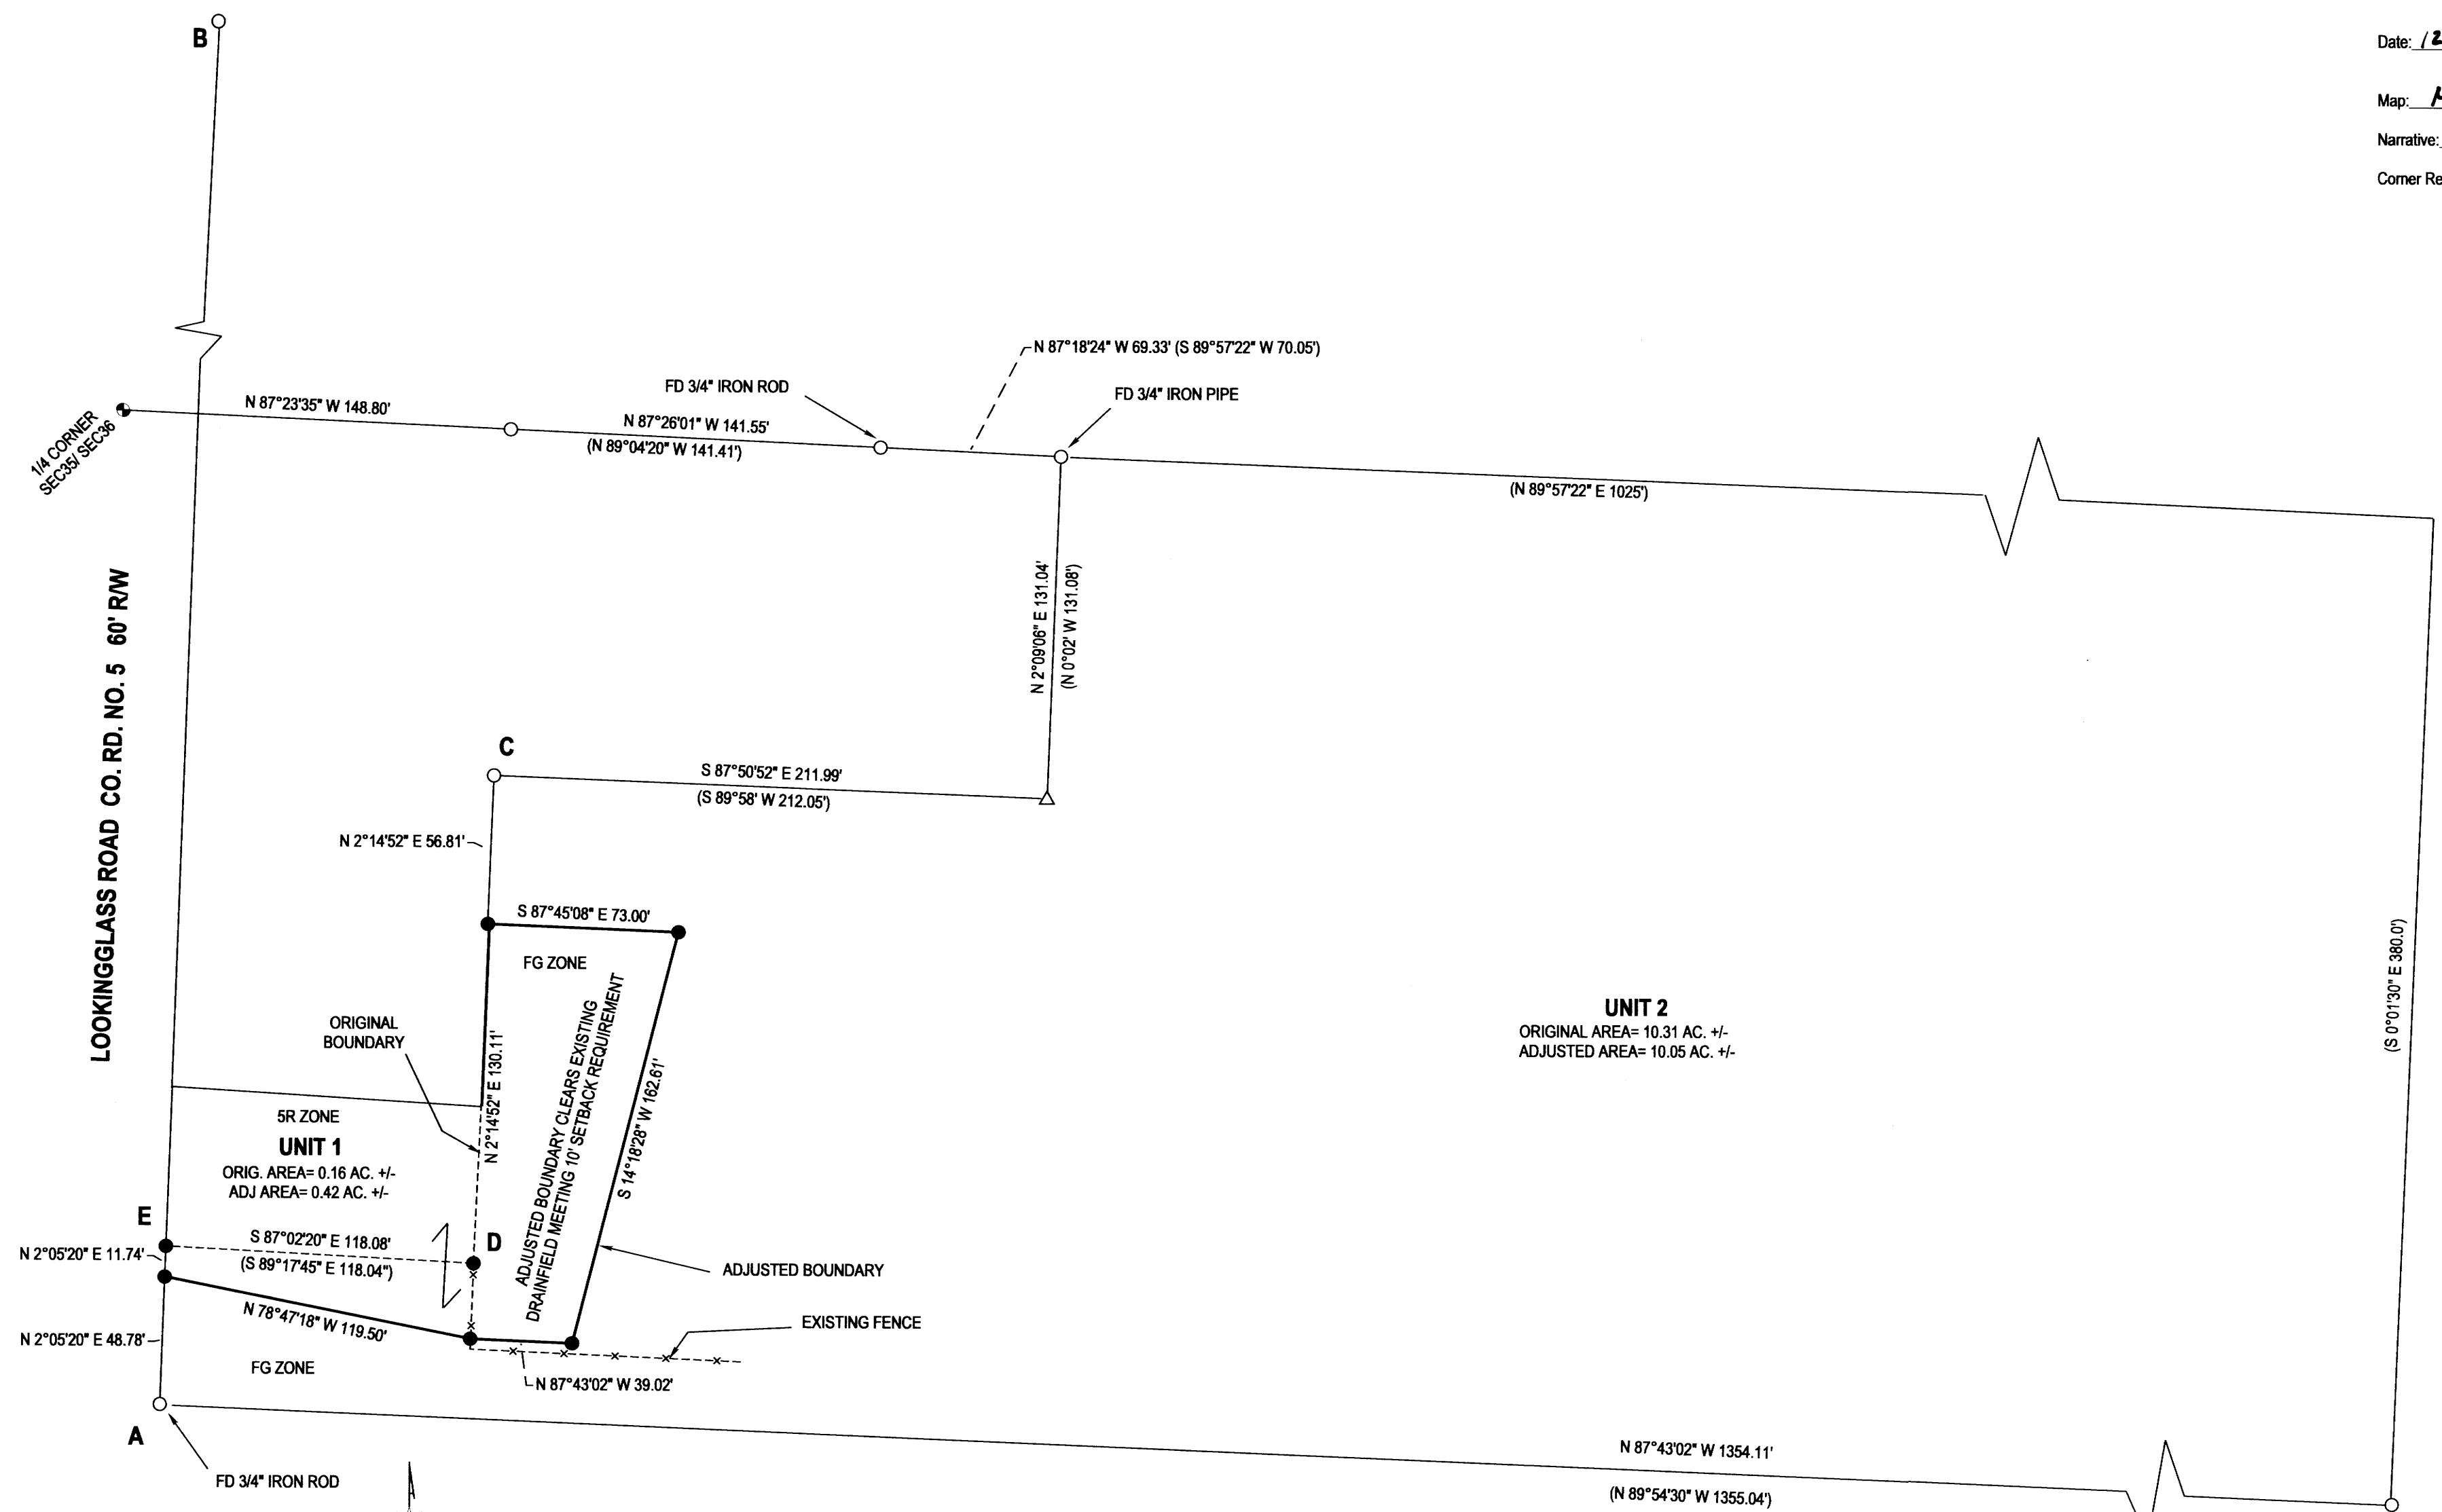 B
Date:
Map:
Narrative:
Corner Re
N 87°18'24" W 69.33' (S 89°57'22" W 70.05')
FD 3/4" IRON ROD
FD 3/4" IRON PIPE
N 87°23'35" W 148.80'
N 87°26'01" W 141.55'
(N 89°04'20" W 141.41')
1/4 CORNER
SEC35/ SEC36
(N 89°57'22" E 1025')
LOOKINGGLASS ROAD CO. RD. NO. 5 60' R/W
N 2°09'06" E 131.04'
(N 0°02' W 131.08')
C
S 87°50'52" E 211.99'
(S 89°58' W 212.05')
N 2°14'52" E 56.81'
S 87°45'08" E 73.00'
FG ZONE
ORIGINAL
BOUNDARY
N 2°14'52" E 130.11'
ADJUSTED BOUNDARY CLEARS EXISTING
DRAINFIELD MEETING 10' SETBACK REQUIREMENT
S 14°18'28" W 162.61'
UNIT 2
ORIGINAL AREA= 10.31 AC. +/-
ADJUSTED AREA= 10.05 AC. +/-
(S 0°01'30" E 380.0')
5R ZONE
UNIT 1
ORIG. AREA= 0.16 AC. +/-
ADJ AREA= 0.42 AC. +/-
E
S 87°02'20" E 118.08'
(S 89°17'45" E 118.04")
D
N 2°05'20" E 11.74'
ADJUSTED BOUNDARY
N 78°47'18" W 119.50'
EXISTING FENCE
N 2°05'20" E 48.78'
FG ZONE
N 87°43'02" W 39.02'
A
FD 3/4" IRON ROD
N 87°43'02" W 1354.11'
(N 89°54'30" W 1355.04')